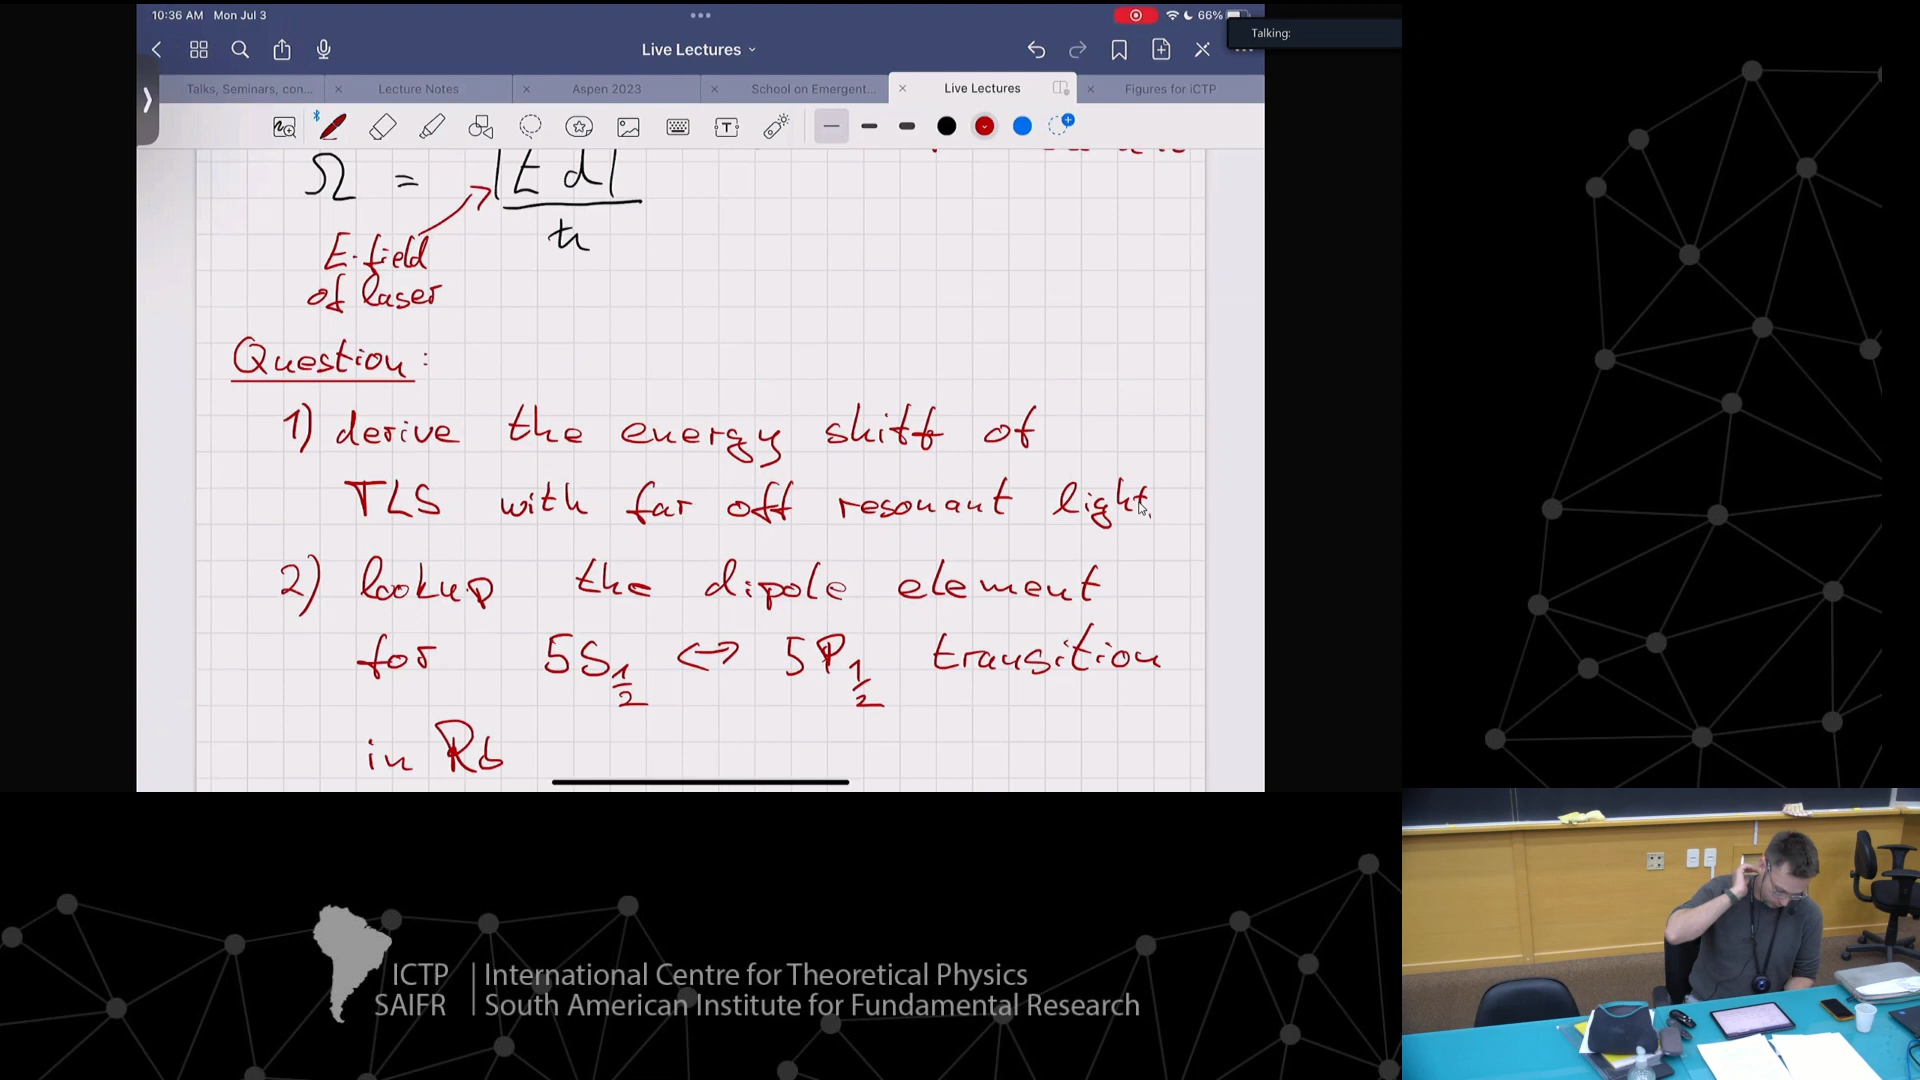 10:36 AM Mon Jul 3
66%
Talking:
Live Lectures
Talks, Seminars, con...
Lecture Notes
Aspen 2023
School on Emergent...
Live Lectures
Figures for iCTP
Ω = |E d|
ħ
E-field
of laser
Question:
1) derive the energy shift of
TLS with far off resonant light.
2) lookup the dipole element
for 5S1/2 <-> 5P1/2 transition
in Rb
ICTP | International Centre for Theoretical Physics
SAIFR | South American Institute for Fundamental Research